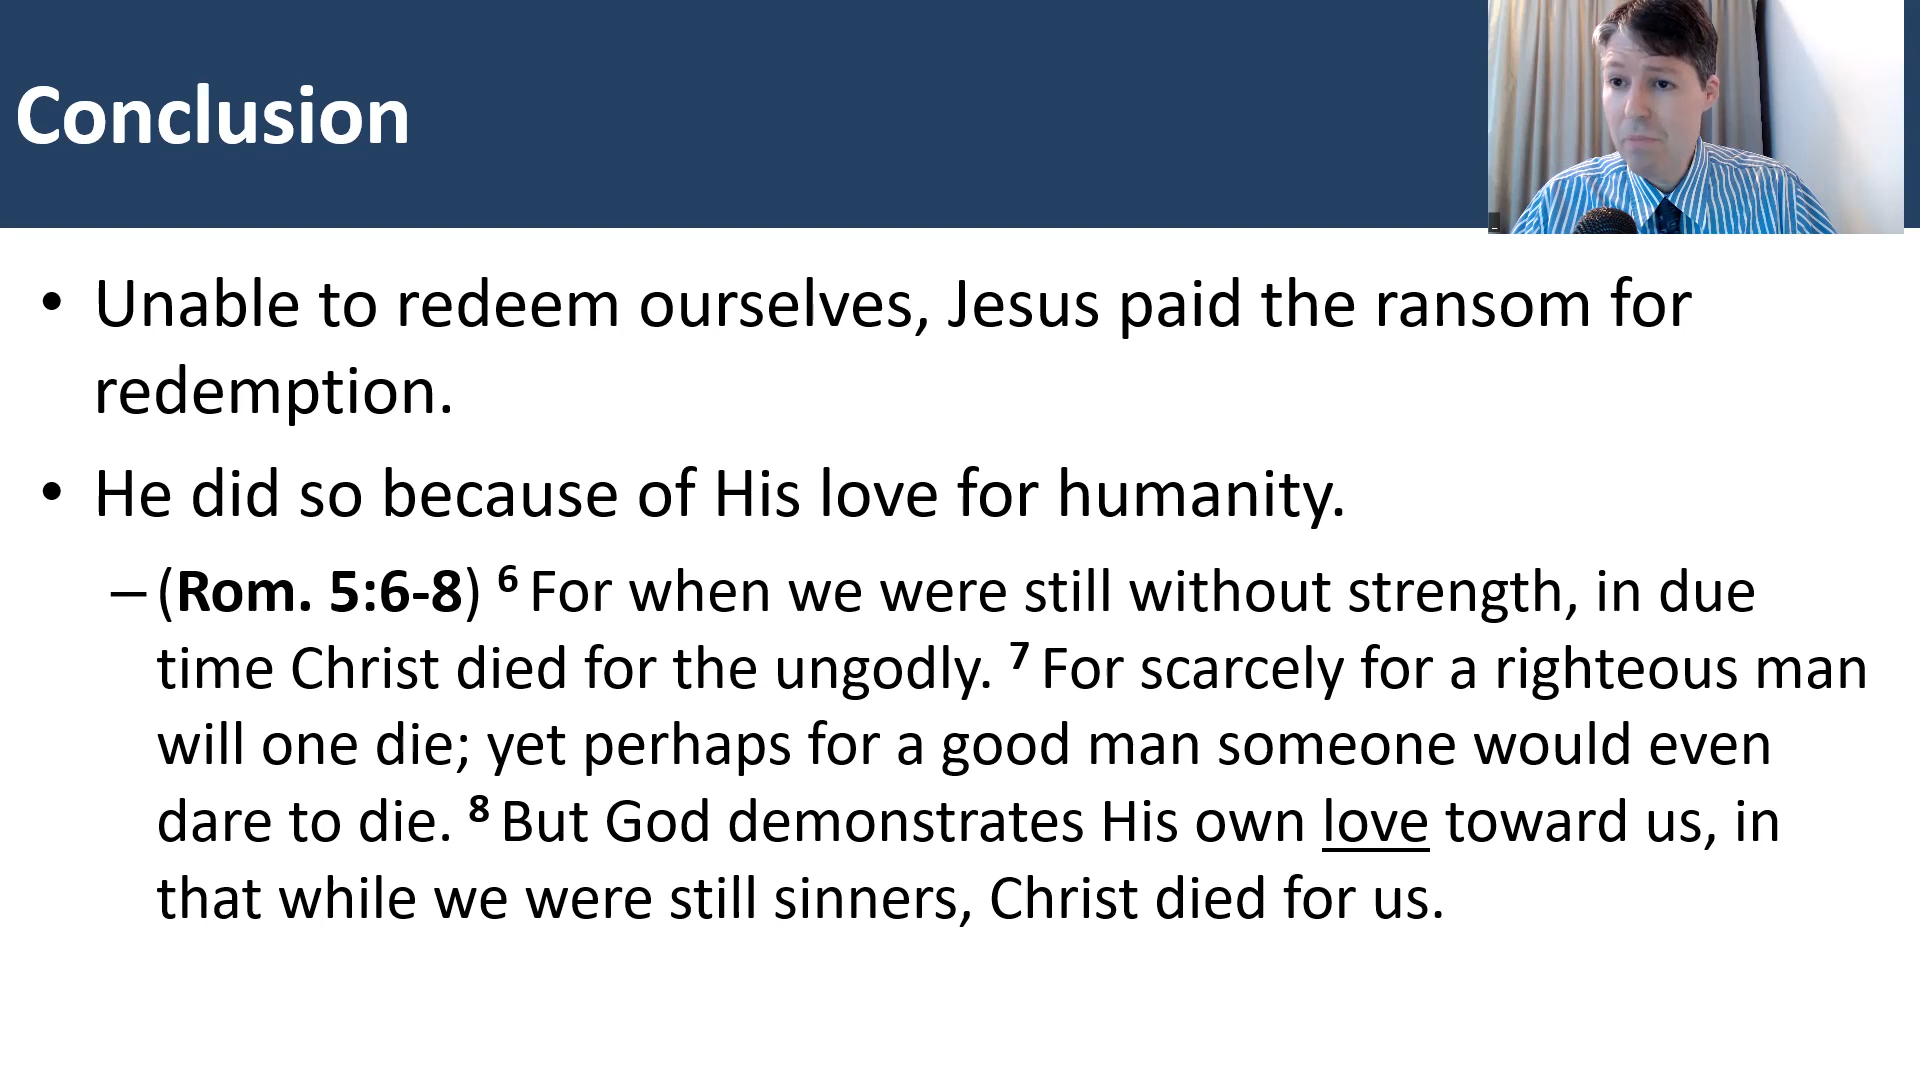 Conclusion
• Unable to redeem ourselves, Jesus paid the ransom for
redemption.
• He did so because of His love for humanity.
– (Rom. 5:6-8) 6 For when we were still without strength, in due
time Christ died for the ungodly. 7 For scarcely for a righteous man
will one die; yet perhaps for a good man someone would even
dare to die. 8 But God demonstrates His own love toward us, in
that while we were still sinners, Christ died for us.